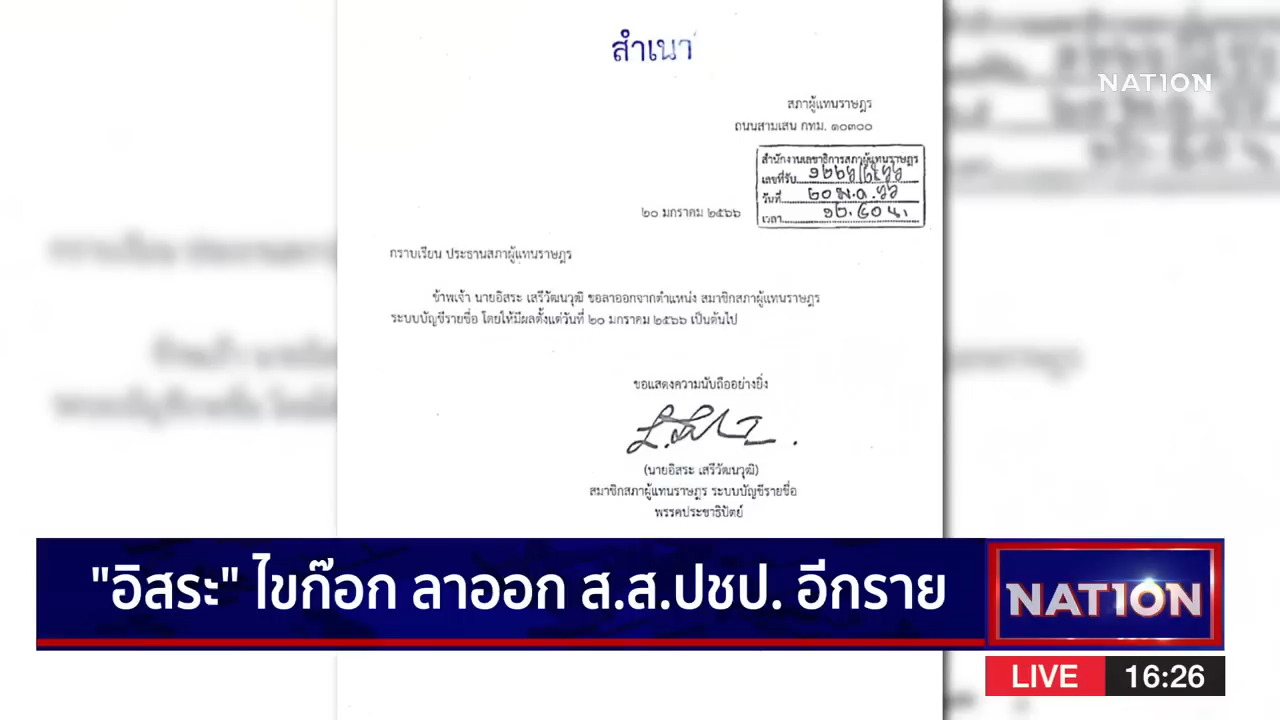 สำเนา
NATION
สภาผู้แทนราษฎร
ถนนสามเสน กทม. ๑๐๓๐๐
สำนักงานเลขาธิการสภาผู้แทนราษฎร
เลขที่รับ
วันที่ ๒๐ ม.ค. ๖๖
เวลา ๑๒.๔๐ น.
๒๐ มกราคม ๒๕๖๖
กราบเรียน ประธานสภาผู้แทนราษฎร
ข้าพเจ้า นายอิสระ เสรีวัฒนวุฒิ ขอลาออกจากตำแหน่ง สมาชิกสภาผู้แทนราษฎร
ระบบบัญชีรายชื่อ โดยให้มีผลตั้งแต่วันที่ ๒๐ มกราคม ๒๕๖๖ เป็นต้นไป
ขอแสดงความนับถืออย่างยิ่ง
(นายอิสระ เสรีวัฒนวุฒิ)
สมาชิกสภาผู้แทนราษฎร ระบบบัญชีรายชื่อ
พรรคประชาธิปัตย์
"อิสระ" ไขก๊อก ลาออก ส.ส.ปชป. อีกราย
NATION
LIVE 16:26